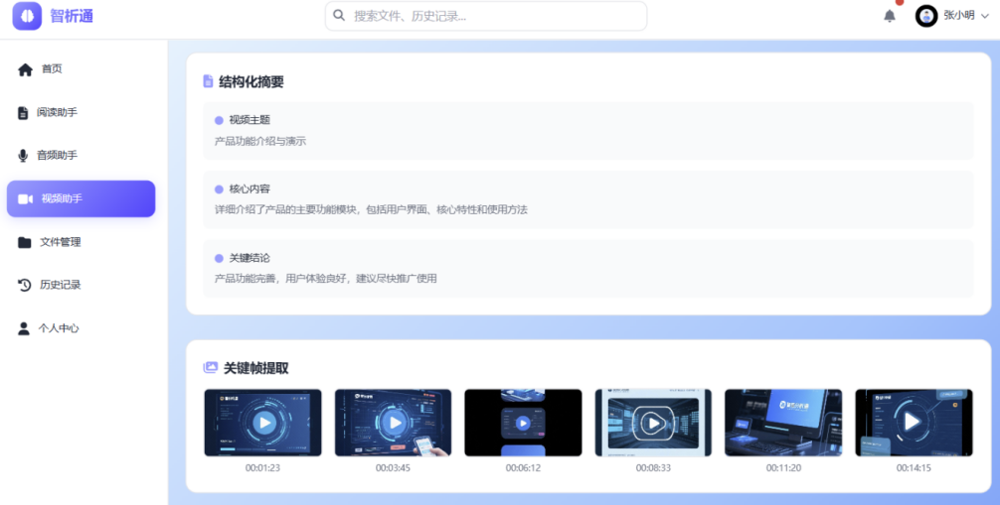 智析通
搜索文件、历史记录...
张小明
首页
阅读助手
音频助手
视频助手
文件管理
历史记录
个人中心
结构化摘要
视频主题
产品功能介绍与演示
核心内容
详细介绍了产品的主要功能模块，包括用户界面、核心特性和使用方法
关键结论
产品功能完善，用户体验良好，建议尽快推广使用
关键帧提取
00:01:23
00:03:45
00:06:12
00:08:33
00:11:20
00:14:15